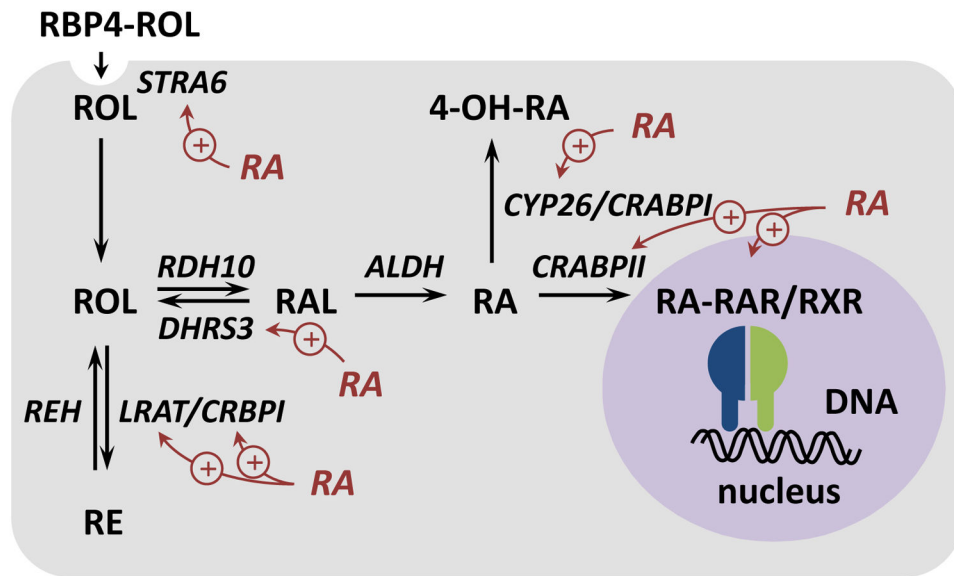 RBP4-ROL
ROL STRA6
4-OH-RA
RA
RA
CYP26/CRABPI
RA
RDH10
ALDH
CRABPII
ROL
RAL
RA
RA-RAR/RXR
DHRS3
RA
REH
LRAT/CRBPI
DNA
RA
nucleus
RE
+
+
+
+
+
+
+